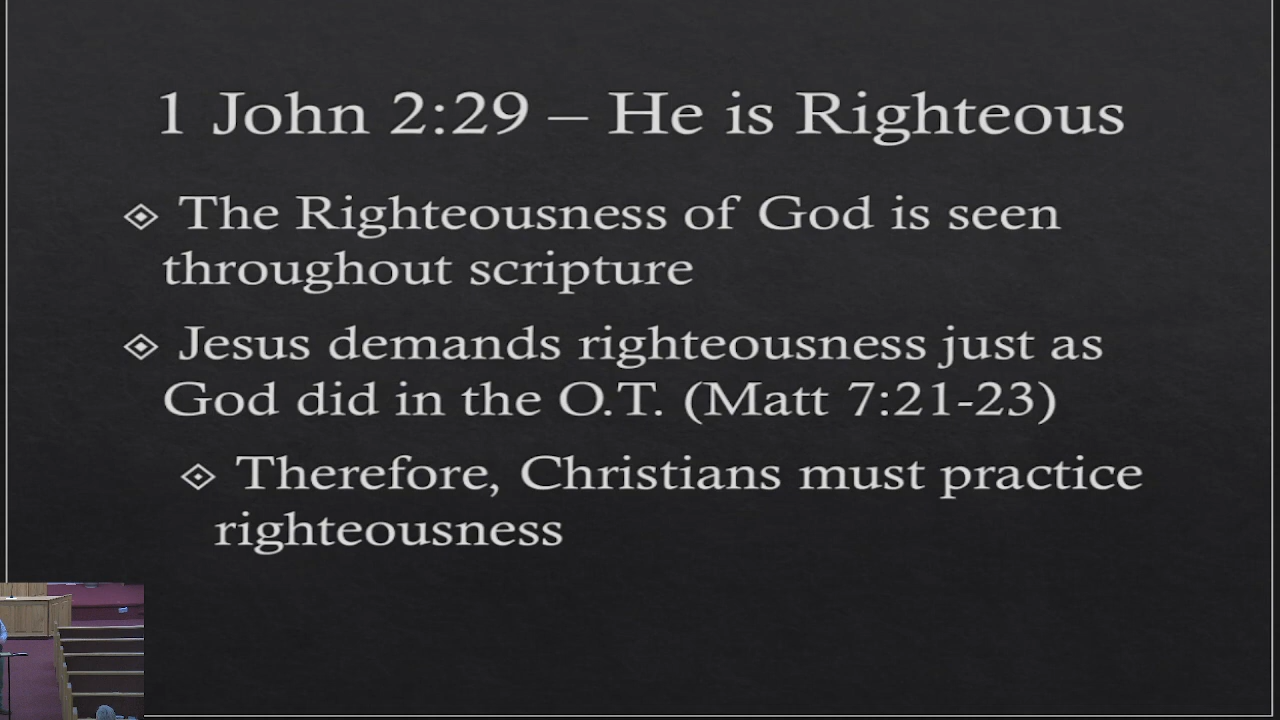 1 John 2:29 – He is Righteous
The Righteousness of God is seen
throughout scripture
Jesus demands righteousness just as
God did in the O.T. (Matt 7:21-23)
Therefore, Christians must practice
righteousness